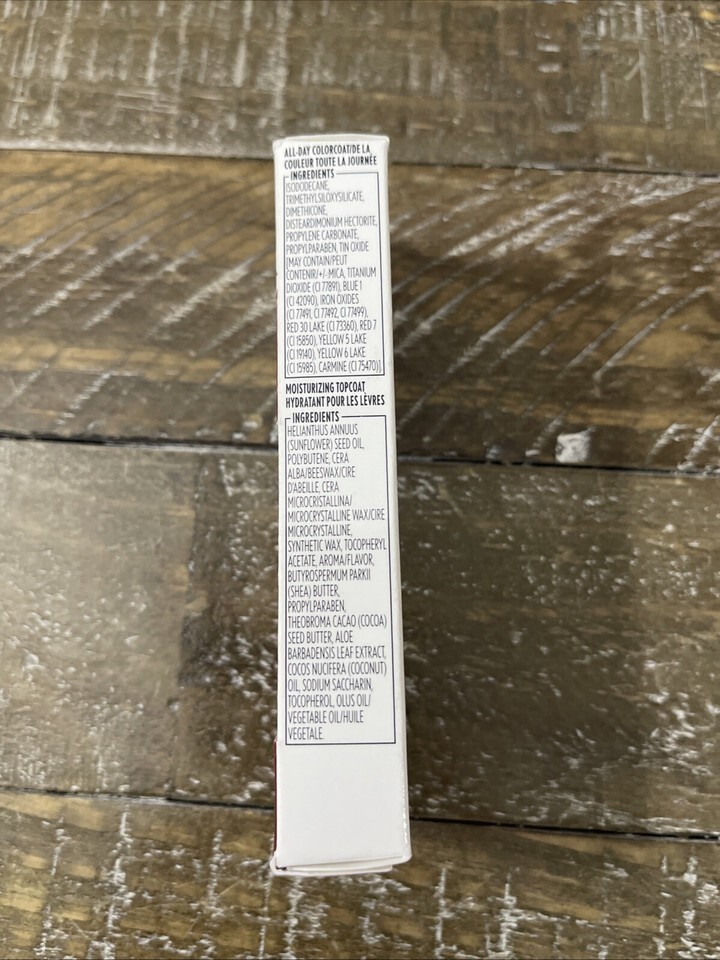 ALL-DAY COLORCOAT/DE LA
COULEUR TOUTE LA JOURNÉE
INGREDIENTS
ISODODECANE,
TRIMETHYLSILOXYSILICATE,
DIMETHICONE,
DISTEARDIMONIUM HECTORITE,
PROPYLENE CARBONATE,
PROPYLPARABEN, TIN OXIDE
[MAY CONTAIN/PEUT
CONTENIR/+/-MICA, TITANIUM
DIOXIDE (CI 77891), BLUE 1
(CI 42090), IRON OXIDES
(CI 77491, CI 77492, CI 77499),
RED 30 LAKE (CI 73360), RED 7
(CI 15850), YELLOW 5 LAKE
(CI 19140), YELLOW 6 LAKE
(CI 15985), CARMINE (CI 75470)].
MOISTURIZING TOPCOAT
HYDRATANT POUR LES LÈVRES
INGREDIENTS
HELIANTHUS ANNUUS
(SUNFLOWER) SEED OIL,
POLYBUTENE, CERA
ALBA/BEESWAX/CIRE
D'ABEILLE, CERA
MICROCRISTALLINA/
MICROCRYSTALLINE WAX/CIRE
MICROCRYSTALLINE,
SYNTHETIC WAX, TOCOPHERYL
ACETATE, AROMA/FLAVOR,
BUTYROSPERMUM PARKII
(SHEA) BUTTER,
PROPYLPARABEN,
THEOBROMA CACAO (COCOA)
SEED BUTTER, ALOE
BARBADENSIS LEAF EXTRACT,
COCOS NUCIFERA (COCONUT)
OIL, SODIUM SACCHARIN,
TOCOPHEROL, OLUS OIL/
VEGETABLE OIL/HUILE
VEGETALE.